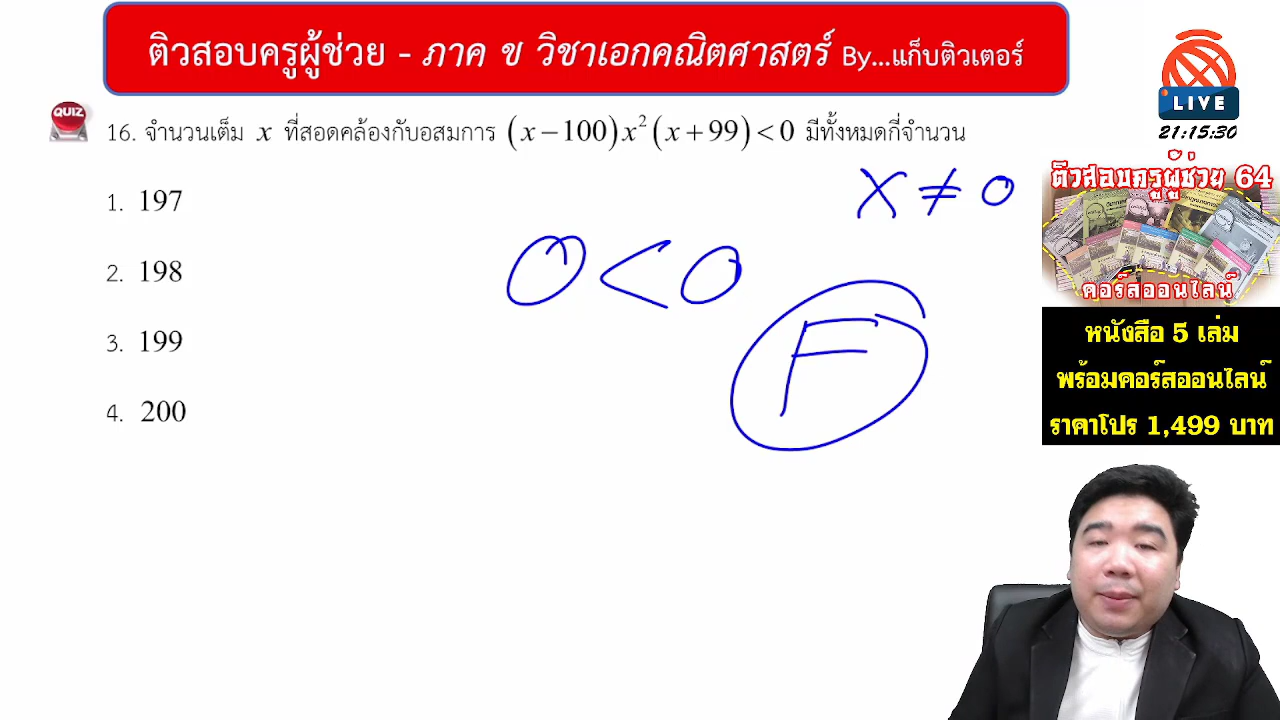 ติวสอบครูผู้ช่วย - ภาค ข วิชาเอกคณิตศาสตร์ By...แก็บติวเตอร์
LIVE
21:15:30
QUIZ
16. จำนวนเต็ม x ที่สอดคล้องกับอสมการ (x−100)x²(x+99)<0 มีทั้งหมดกี่จำนวน
x ≠ 0
1. 197
2. 198
3. 199
4. 200
0 < 0
F
ติวสอบครูผู้ช่วย 64
คอร์สออนไลน์
หนังสือ 5 เล่ม
พร้อมคอร์สออนไลน์
ราคาโปร 1,499 บาท